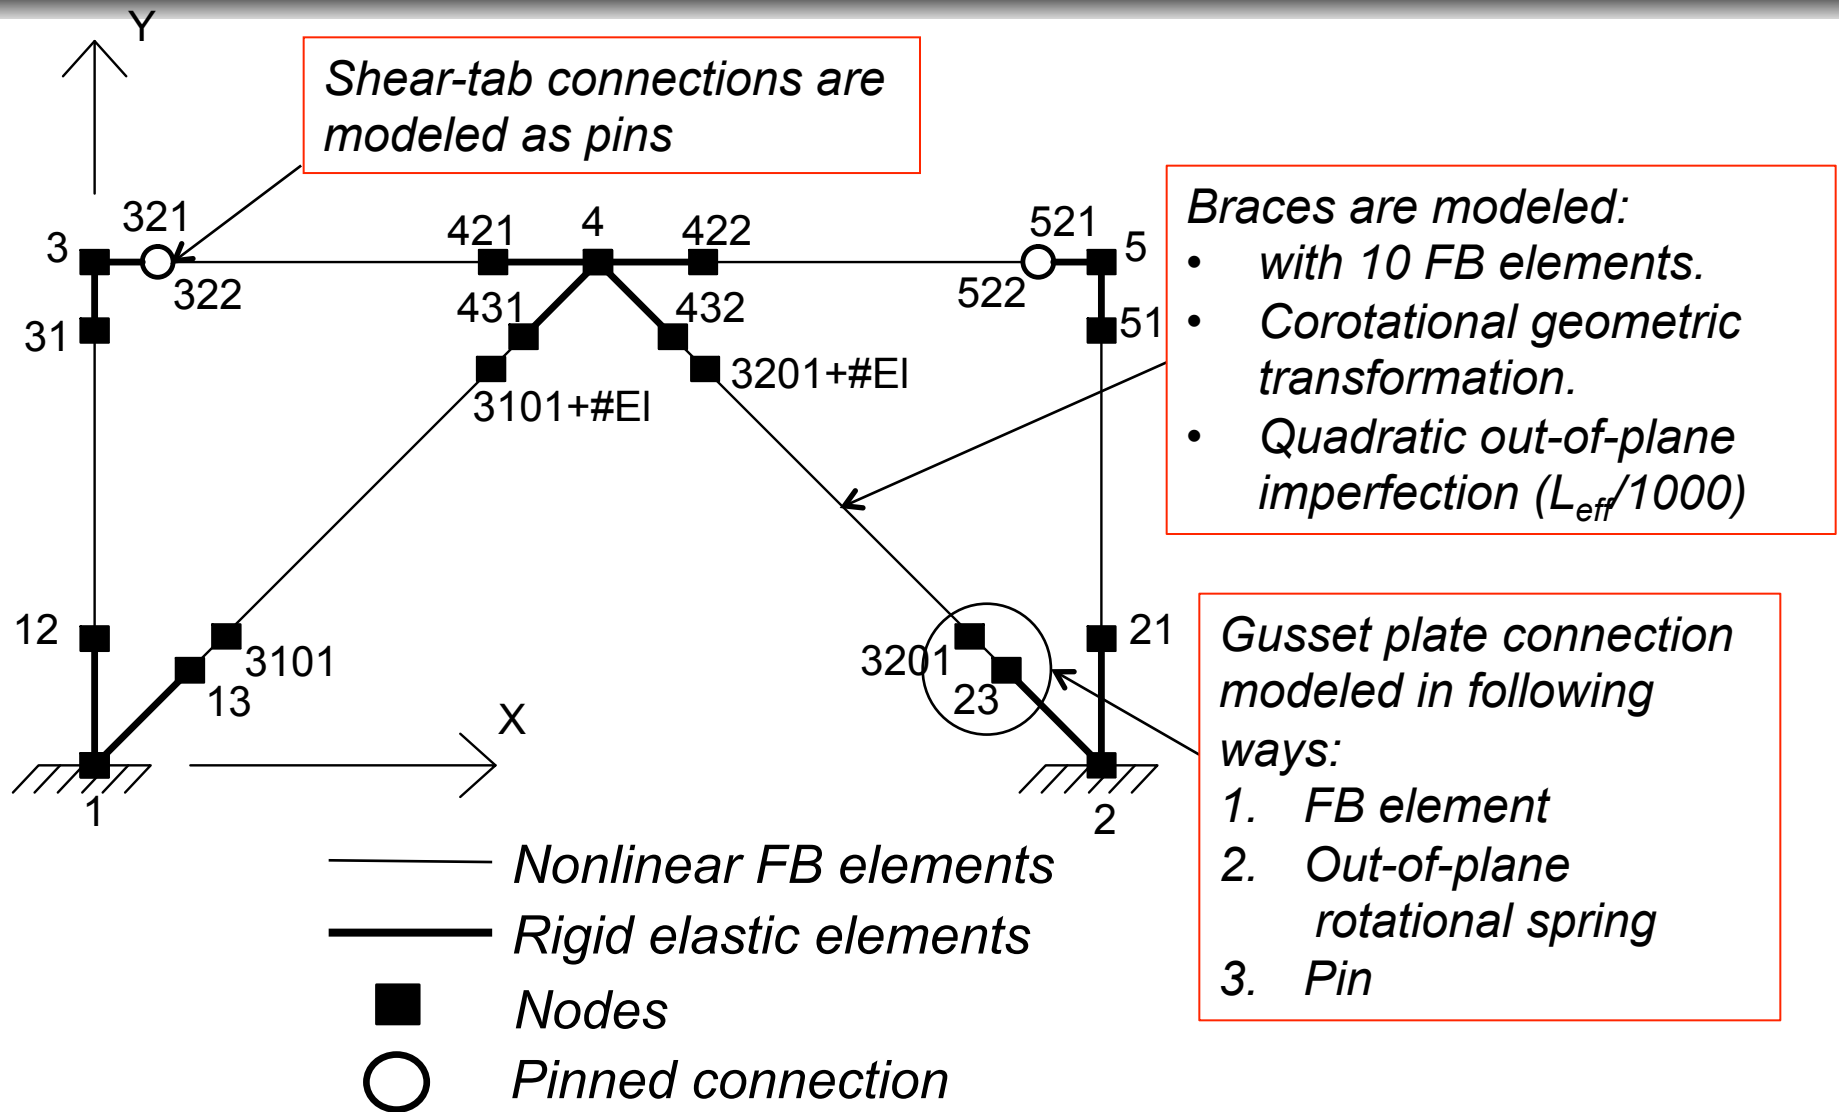 Y
Shear-tab connections are
modeled as pins
321
3
322
31
421
4
422
431
432
3101+#El
3201+#El
521
5
522
51
Braces are modeled:
• with 10 FB elements.
• Corotational geometric
transformation.
• Quadratic out-of-plane
imperfection (Leff/1000)
12
3101
13
1
X
3201
23
21
2
Gusset plate connection
modeled in following
ways:
1. FB element
2. Out-of-plane
rotational spring
3. Pin
Nonlinear FB elements
Rigid elastic elements
Nodes
Pinned connection